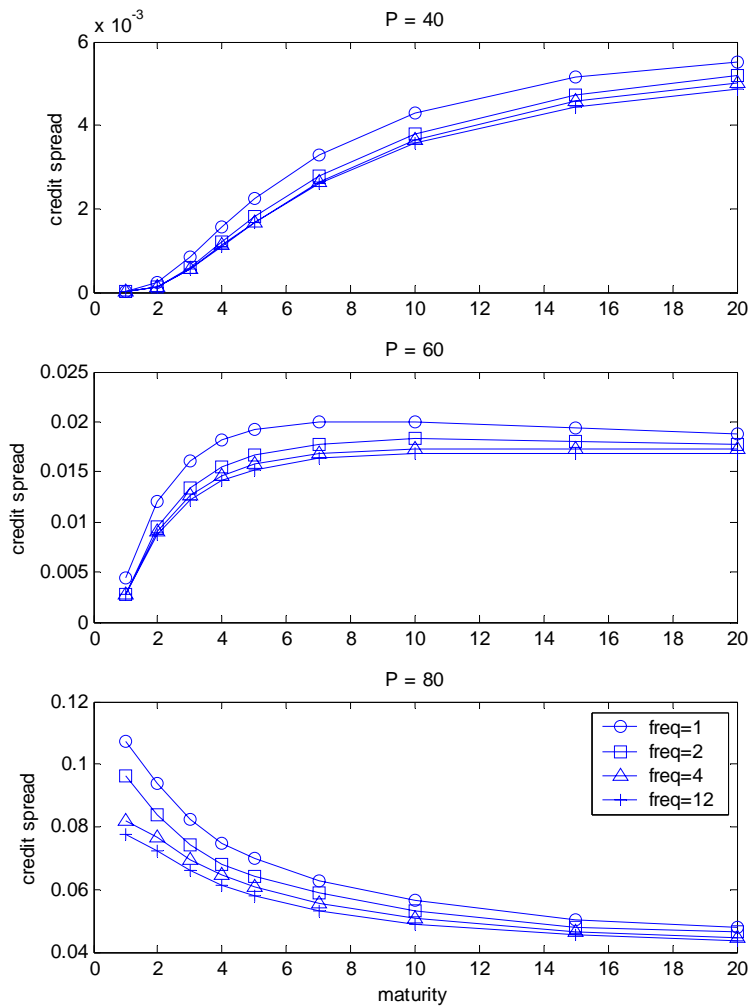 P = 40
x 10-3
6
4
2
0
credit spread
0 2 4 6 8 10 12 14 16 18 20
P = 60
0.025
0.02
0.015
0.01
0.005
0
credit spread
0 2 4 6 8 10 12 14 16 18 20
P = 80
0.12
0.1
0.08
0.06
0.04
credit spread
freq=1
freq=2
freq=4
freq=12
0 2 4 6 8 10 12 14 16 18 20
maturity